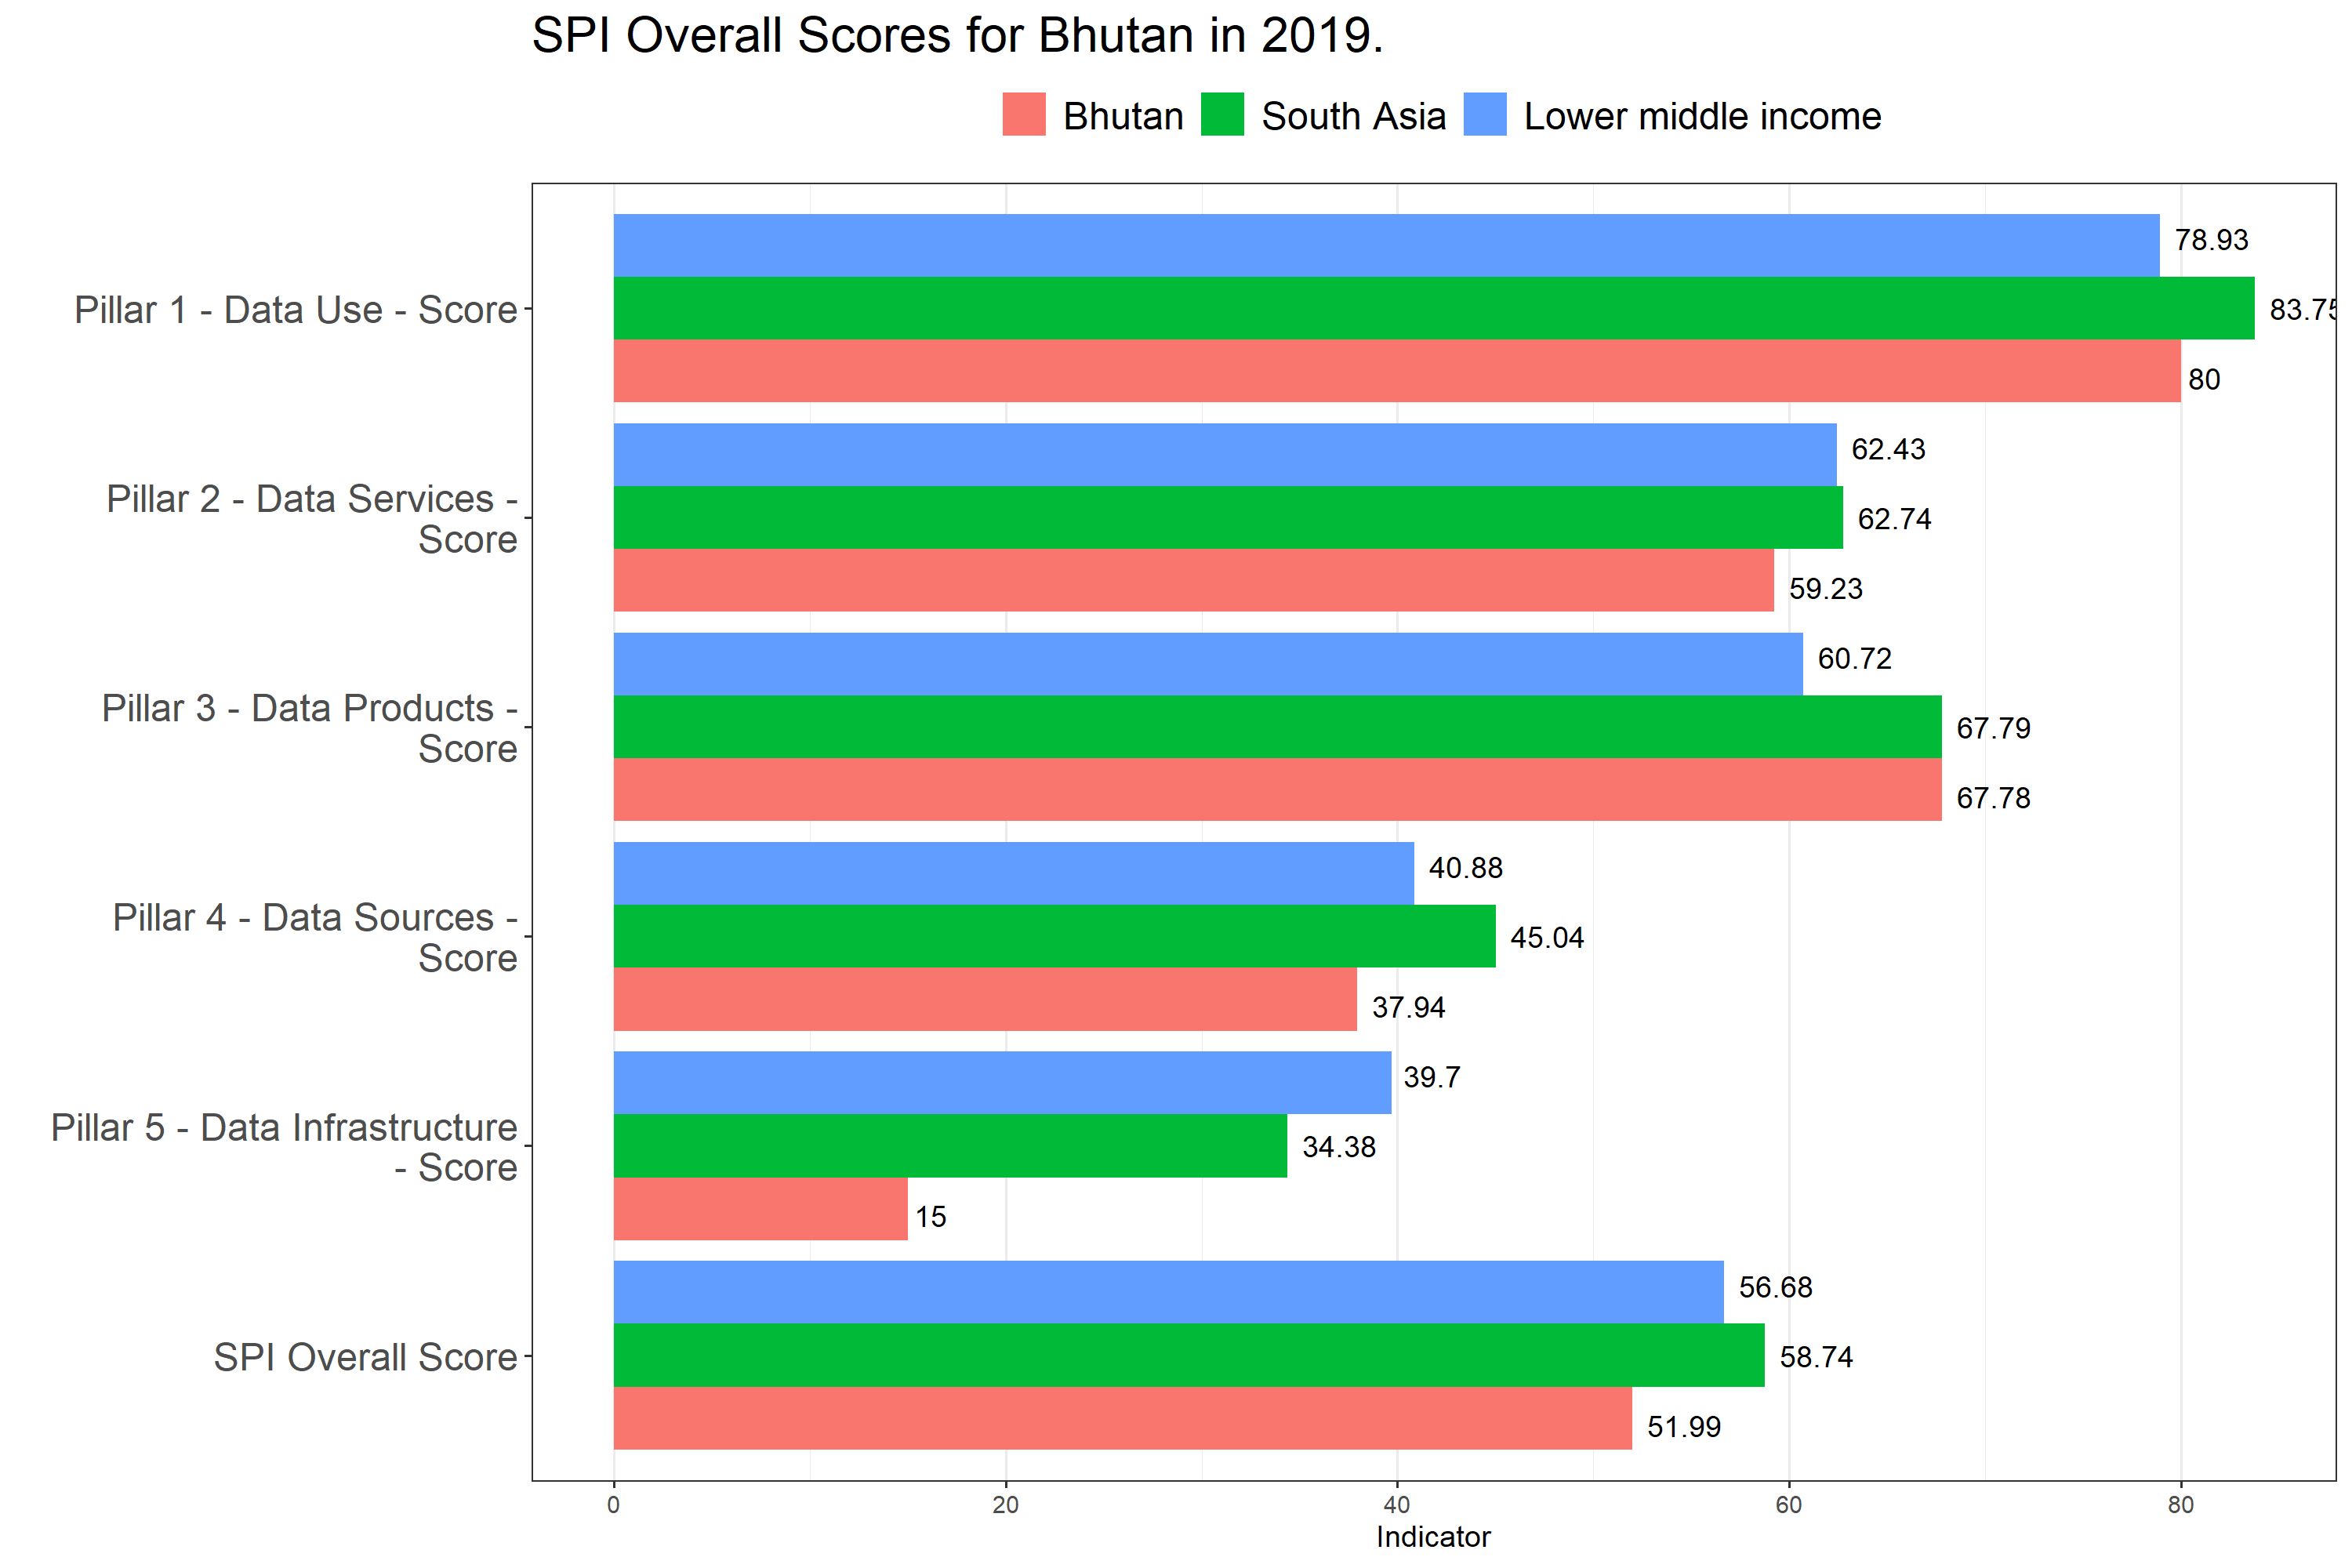 SPI Overall Scores for Bhutan in 2019.
Bhutan South Asia Lower middle income
Pillar 1 - Data Use - Score
78.93
83.75
80
Pillar 2 - Data Services -
Score
62.43
62.74
59.23
Pillar 3 - Data Products -
Score
60.72
67.79
67.78
Pillar 4 - Data Sources -
Score
40.88
45.04
37.94
Pillar 5 - Data Infrastructure
- Score
39.7
34.38
15
SPI Overall Score
56.68
58.74
51.99
0 20 40 60 80
Indicator